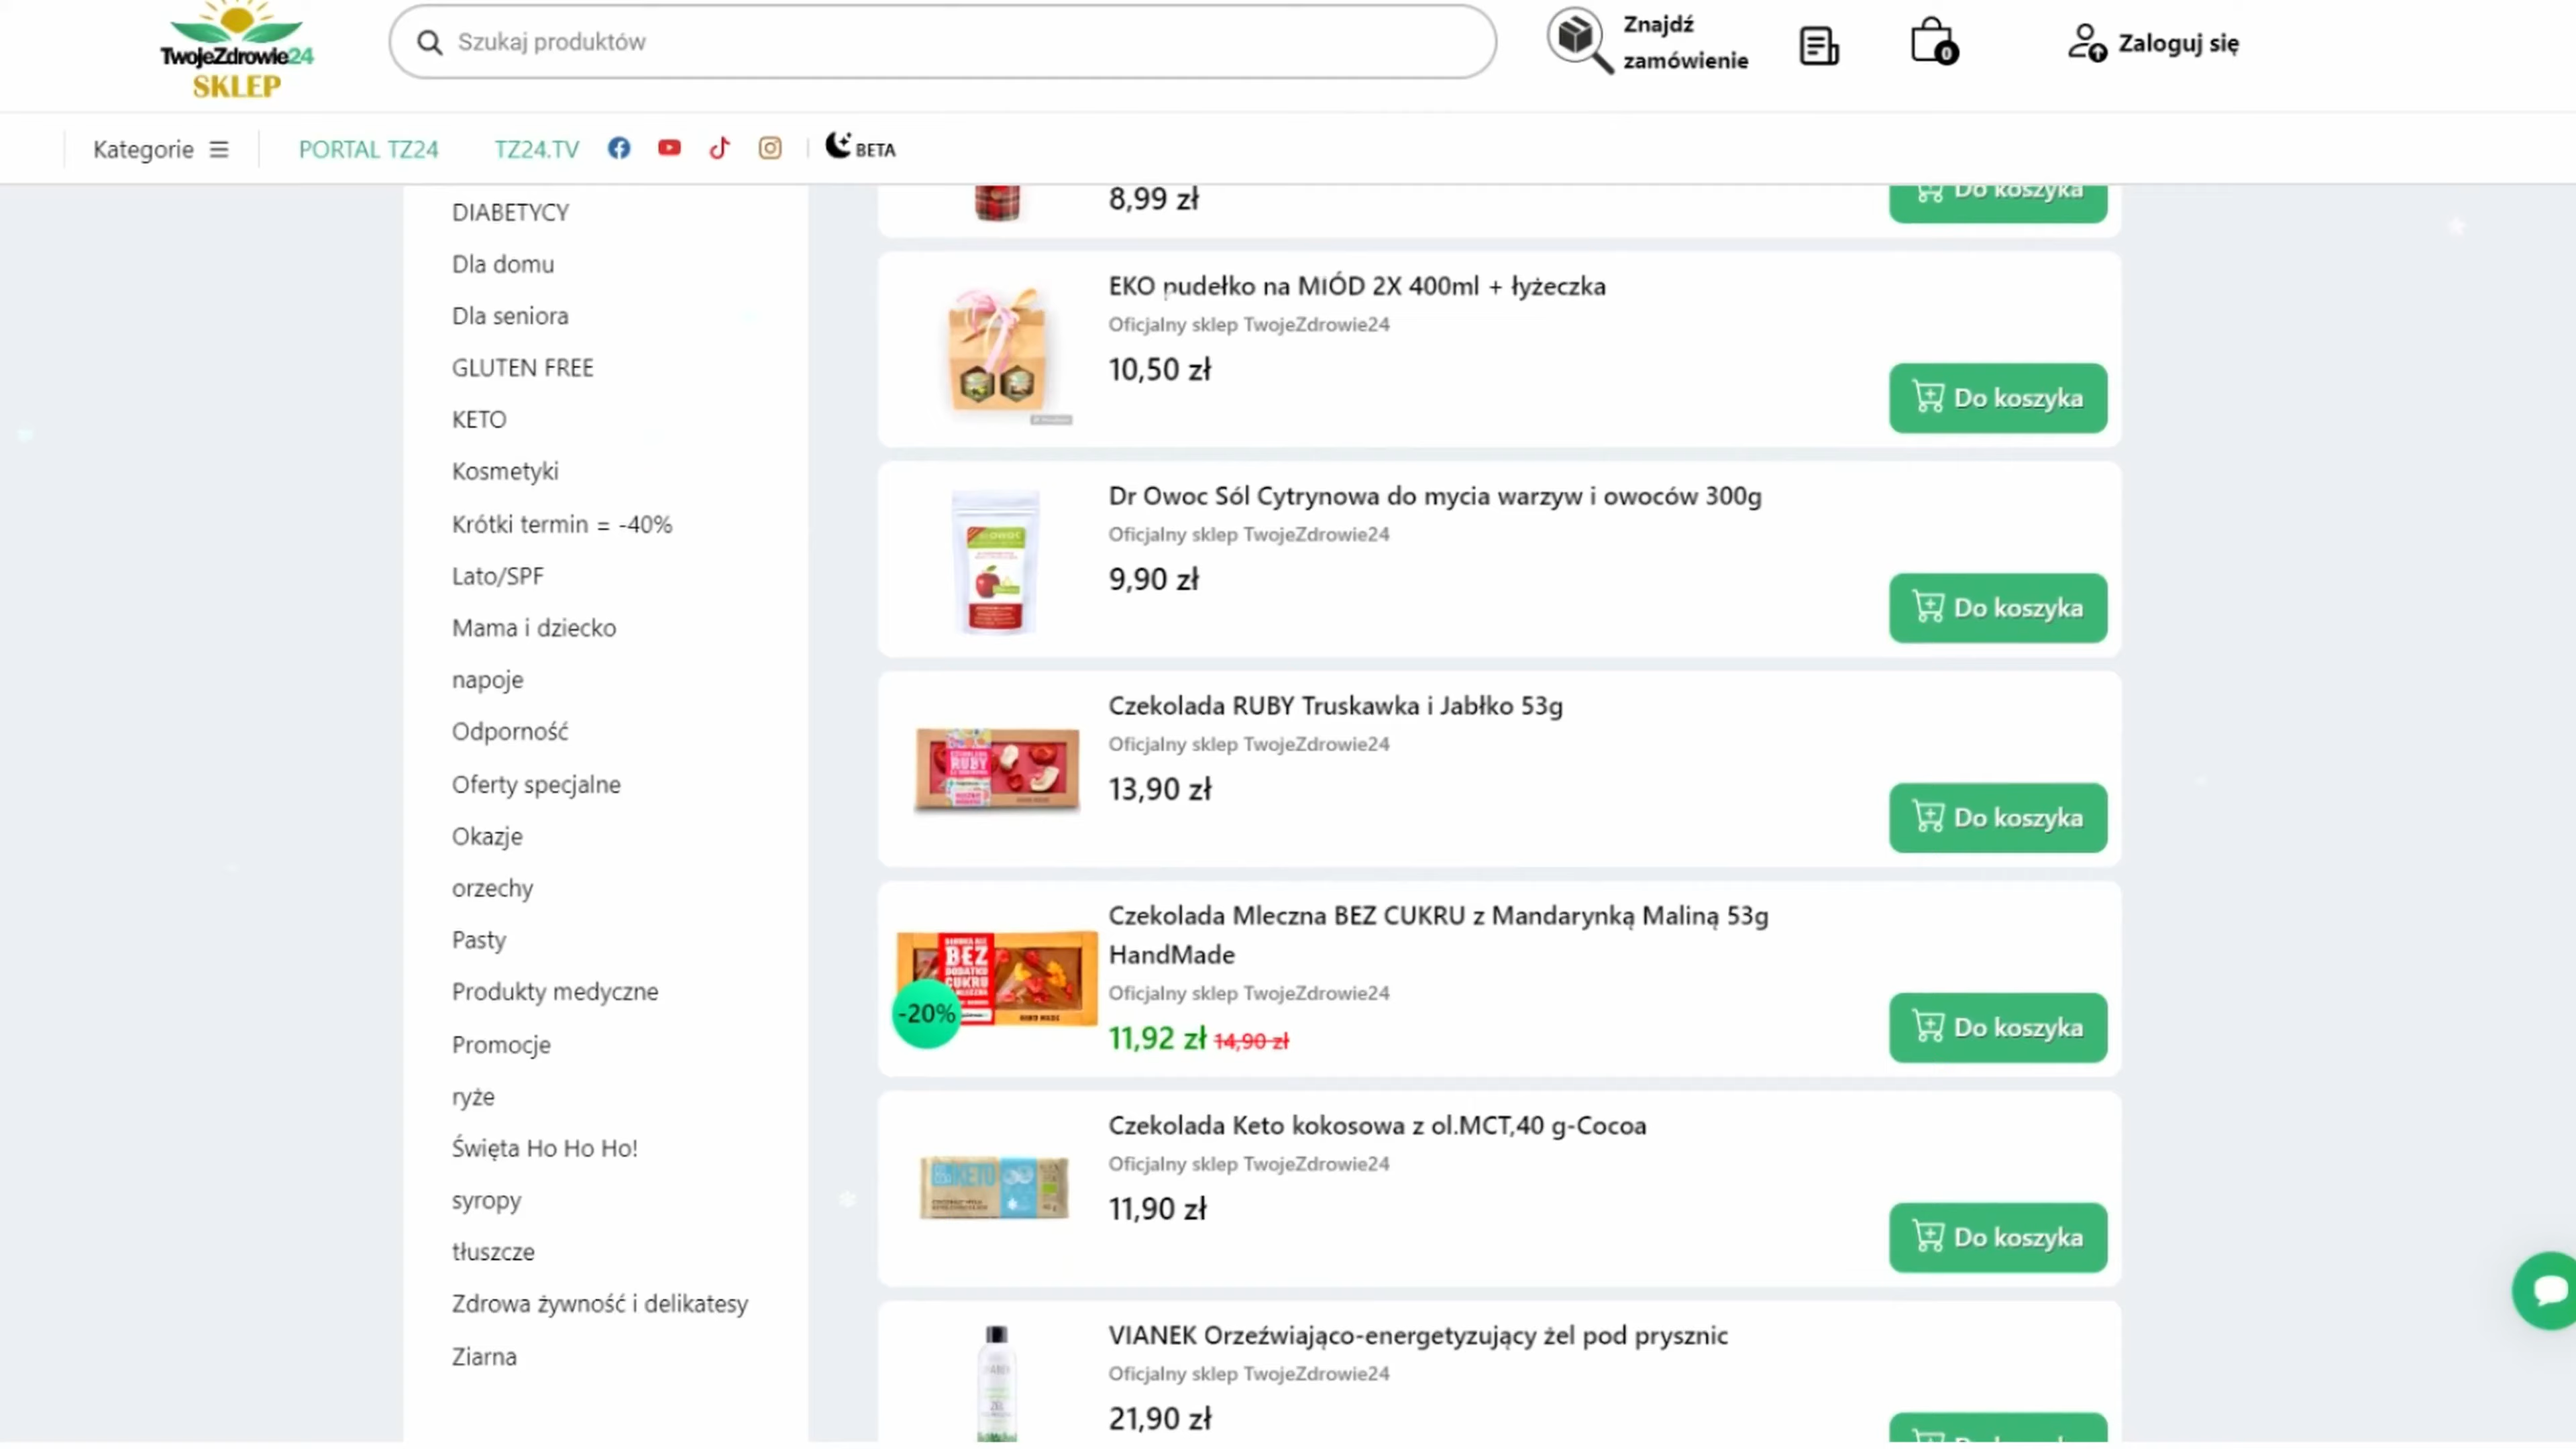 TwojeZdrowie24
SKLEP
Szukaj produktów
Znajdź
zamówienie
0
Zaloguj się
Kategorie
PORTAL TZ24
TZ24.TV
BETA
DIABETYCY
Dla domu
Dla seniora
GLUTEN FREE
KETO
Kosmetyki
Krótki termin = -40%
Lato/SPF
Mama i dziecko
napoje
Odporność
Oferty specjalne
Okazje
orzechy
Pasty
Produkty medyczne
Promocje
ryże
Święta Ho Ho Ho!
syropy
tłuszcze
Zdrowa żywność i delikatesy
Ziarna
8,99 zł
Do koszyka
EKO pudełko na MIÓD 2X 400ml + łyżeczka
Oficjalny sklep TwojeZdrowie24
10,50 zł
Do koszyka
Dr Owoc Sól Cytrynowa do mycia warzyw i owoców 300g
Oficjalny sklep TwojeZdrowie24
9,90 zł
Do koszyka
Czekolada RUBY Truskawka i Jabłko 53g
Oficjalny sklep TwojeZdrowie24
13,90 zł
Do koszyka
RUBY
Czekolada Mleczna BEZ CUKRU z Mandarynką Maliną 53g
HandMade
Oficjalny sklep TwojeZdrowie24
11,92 zł 14,90 zł
Do koszyka
BEZ
DODATKU
CUKRU
-20%
HAND MADE
Czekolada Keto kokosowa z ol.MCT,40 g-Cocoa
Oficjalny sklep TwojeZdrowie24
11,90 zł
Do koszyka
KETO
VIANEK Orzeźwiająco-energetyzujący żel pod prysznic
Oficjalny sklep TwojeZdrowie24
21,90 zł
ŻEL